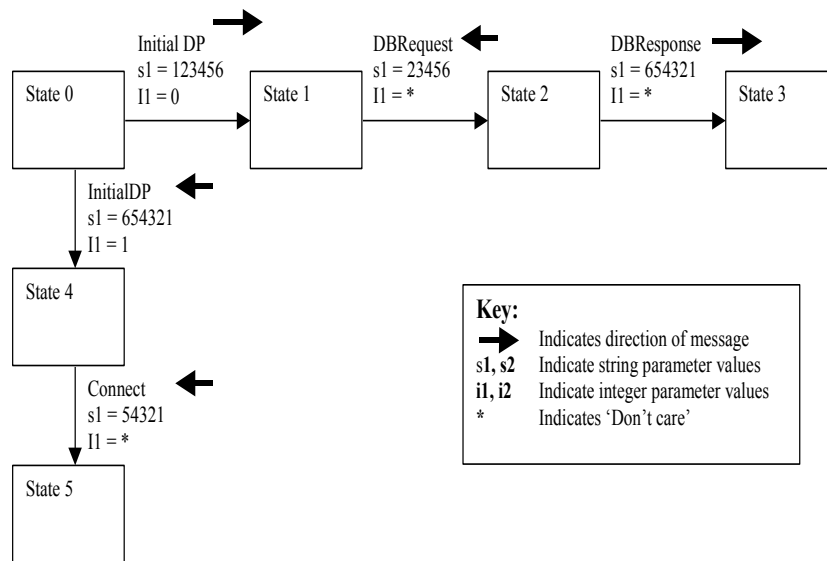 Initial DP
s1 = 123456
I1 = 0
DBRequest
s1 = 23456
I1 = *
DBResponse
s1 = 654321
I1 = *
State 0
State 1
State 2
State 3
InitialDP
s1 = 654321
I1 = 1
State 4
Connect
s1 = 54321
I1 = *
State 5
Key:
Indicates direction of message
s1, s2 Indicate string parameter values
i1, i2 Indicate integer parameter values
* Indicates ‘Don’t care’